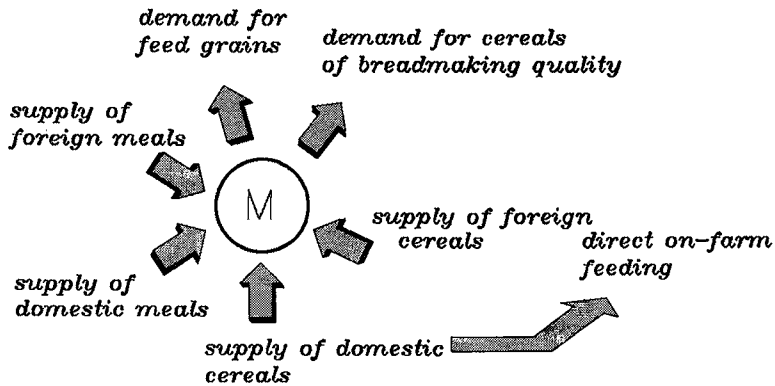 demand for
feed grains
demand for cereals
of breadmaking quality
supply of
foreign meals
M
supply of foreign
cereals
direct on-farm
feeding
supply of
domestic meals
supply of domestic
cereals